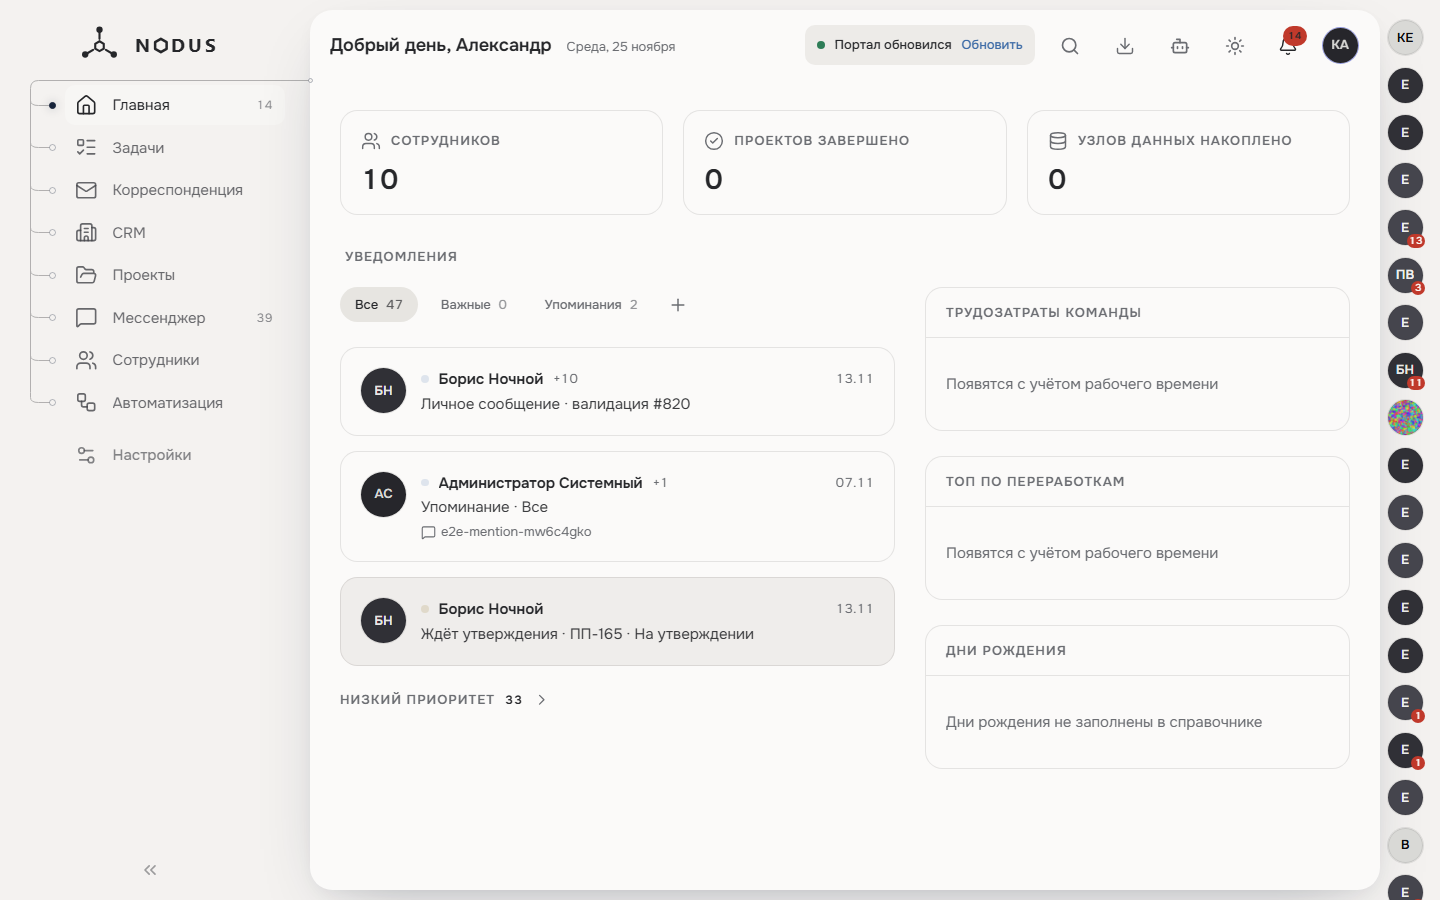 NODUS
Главная 14
Задачи
Корреспонденция
CRM
Проекты
Мессенджер 39
Сотрудники
Автоматизация
Настройки
Добрый день, Александр Среда, 25 ноября
Портал обновился Обновить
14
КА
СОТРУДНИКОВ
10
ПРОЕКТОВ ЗАВЕРШЕНО
0
УЗЛОВ ДАННЫХ НАКОПЛЕНО
0
УВЕДОМЛЕНИЯ
Все 47 Важные 0 Упоминания 2
БН
Борис Ночной +10 13.11
Личное сообщение · валидация #820
АС
Администратор Системный +1 07.11
Упоминание · Все
e2e-mention-mw6c4gko
БН
Борис Ночной 13.11
Ждёт утверждения · ПП-165 · На утверждении
НИЗКИЙ ПРИОРИТЕТ 33
ТРУДОЗАТРАТЫ КОМАНДЫ
Появятся с учётом рабочего времени
ТОП ПО ПЕРЕРАБОТКАМ
Появятся с учётом рабочего времени
ДНИ РОЖДЕНИЯ
Дни рождения не заполнены в справочнике
КЕ
Е
Е
Е
Е
13
ПВ
3
Е
БН
11
Е
Е
Е
Е
Е
Е
1
Е
1
Е
В
Е